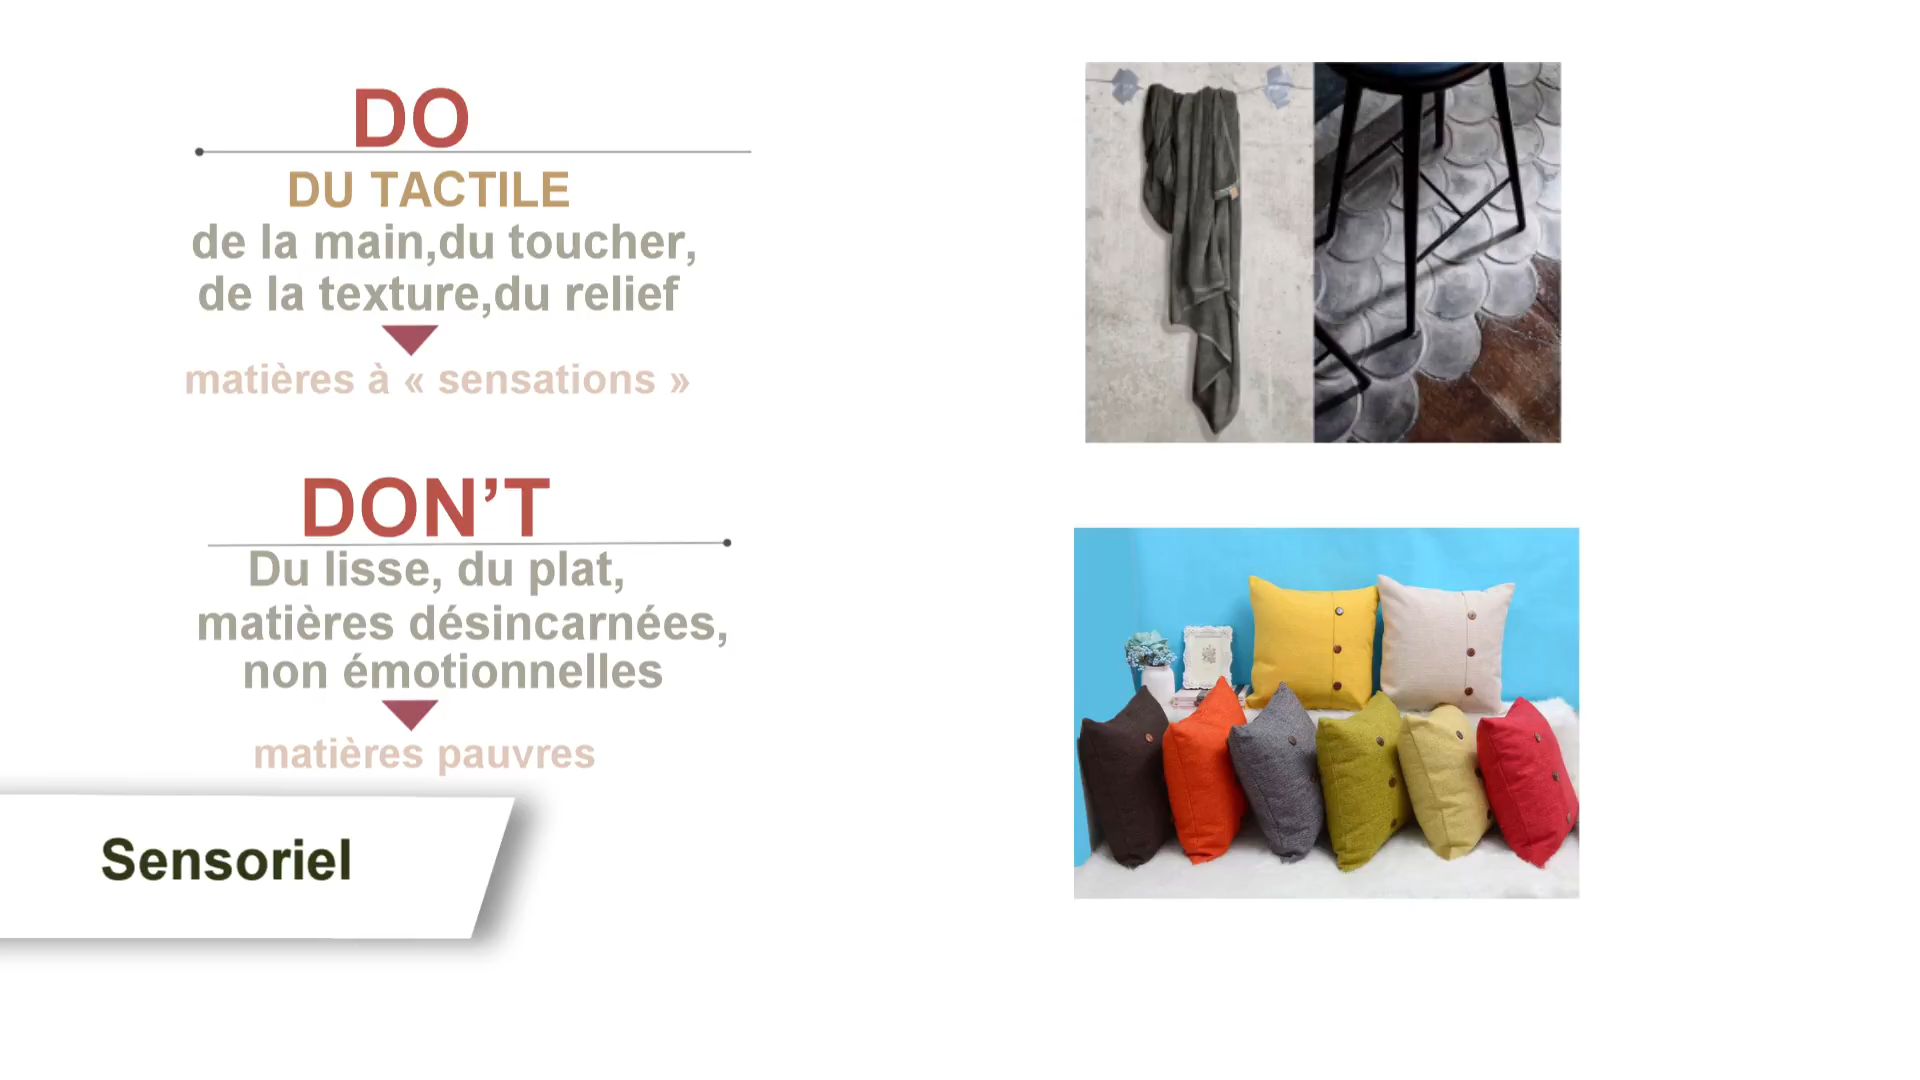 DO
DU TACTILE
de la main,du toucher,
de la texture,du relief
matières à « sensations »
DON’T
Du lisse, du plat,
matières désincarnées,
non émotionnelles
matières pauvres
Sensoriel